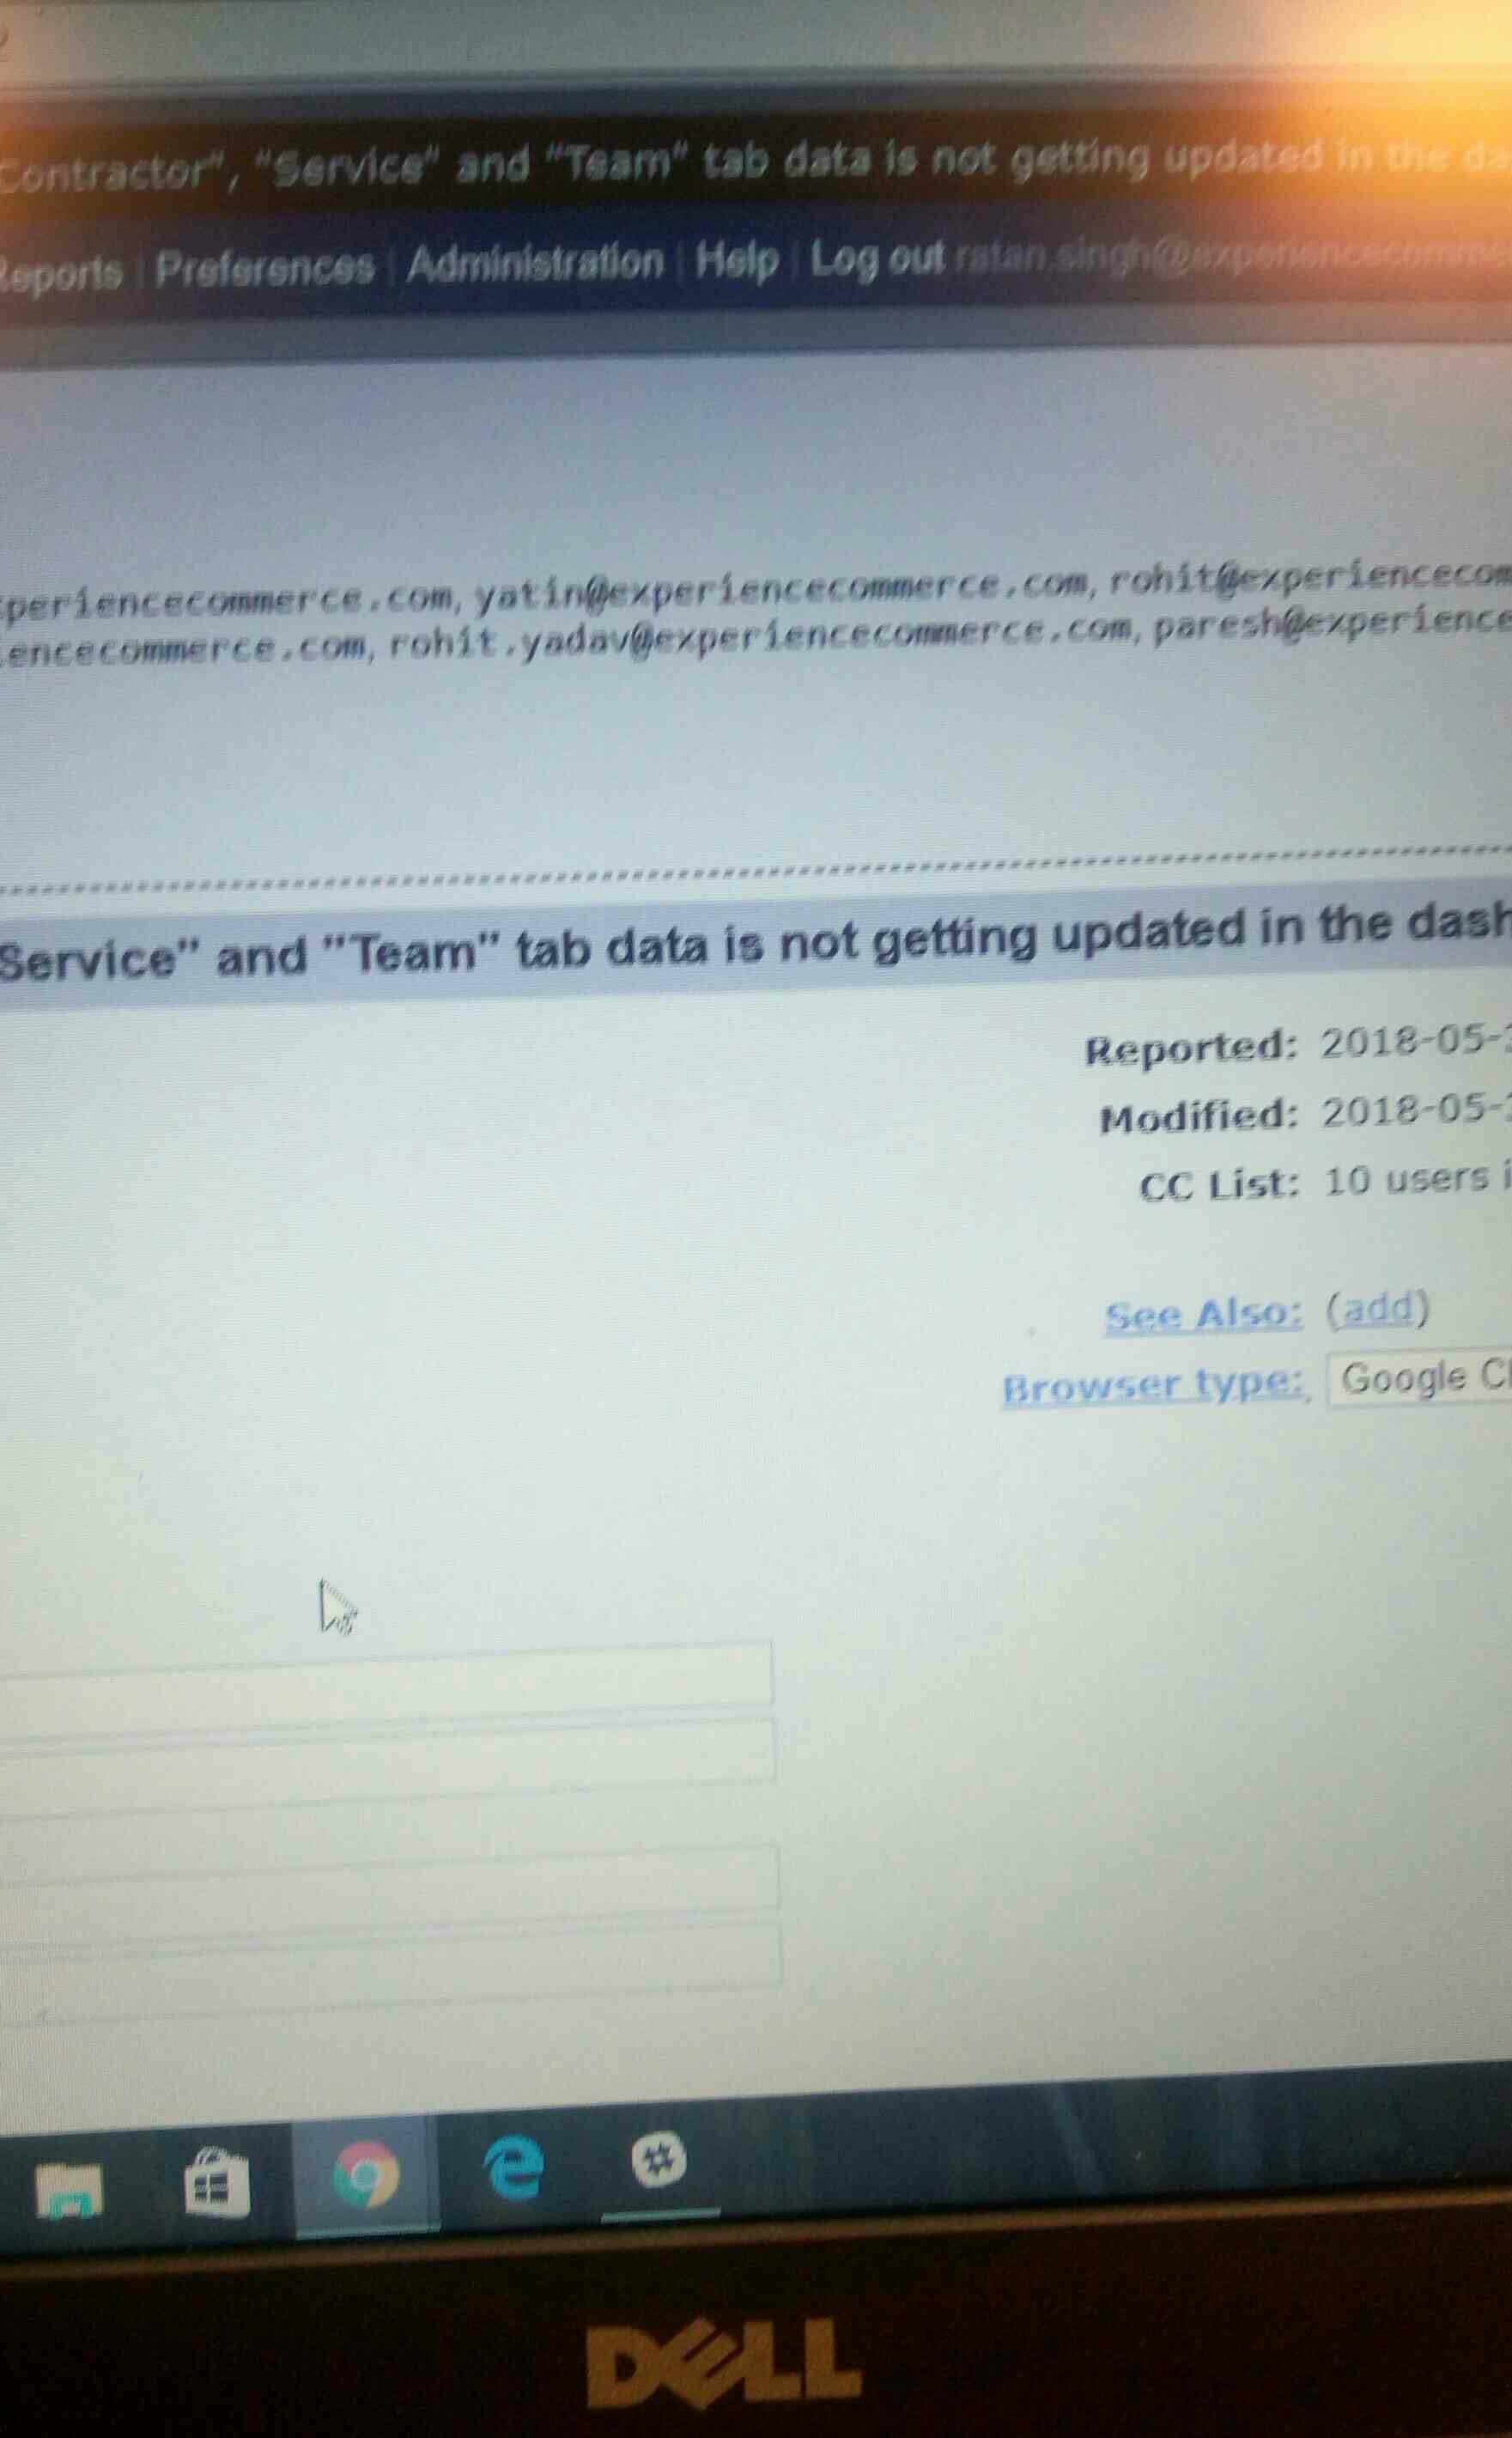 Contractor", "Service" and "Team" tab data is not getting updated in the da
Reports | Preferences | Administration | Help | Log out ratan.singh@experiencecomme
periencecommerce.com, yatin@experiencecommerce.com, rohit@experiencecom
encecommerce.com, rohit.yadav@experiencecommerce.com, paresh@experience
Service" and "Team" tab data is not getting updated in the dash
Reported: 2018-05-
Modified: 2018-05-
CC List: 10 users i
See Also: (add)
Browser type: Google Ch
DELL